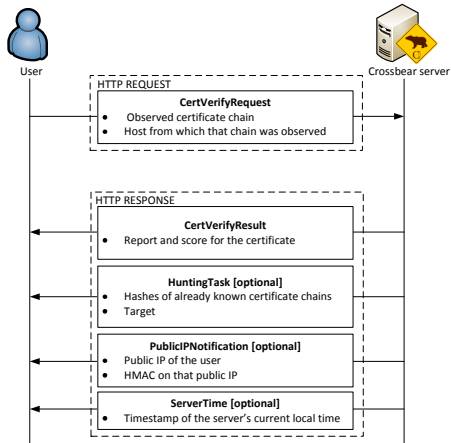 User
Crossbear server
C
HTTP REQUEST
CertVerifyRequest
• Observed certificate chain
• Host from which that chain was observed
HTTP RESPONSE
CertVerifyResult
• Report and score for the certificate
HuntingTask [optional]
• Hashes of already known certificate chains
• Target
PublicIPNotification [optional]
• Public IP of the user
• HMAC on that public IP
ServerTime [optional]
• Timestamp of the server's current local time